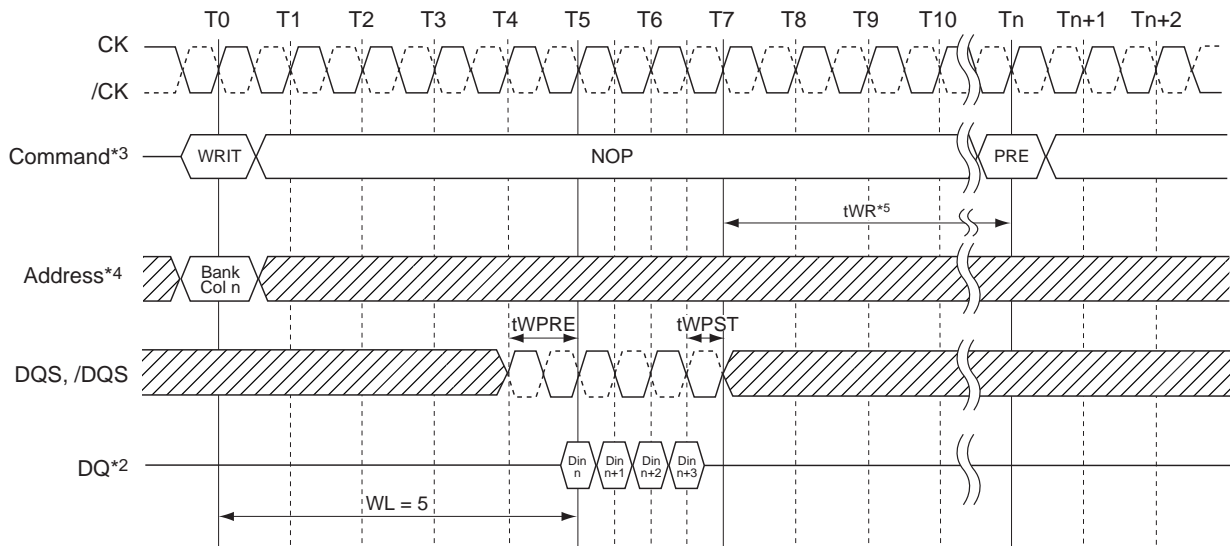 T0 T1 T2 T3 T4 T5 T6 T7 T8 T9 T10 Tn Tn+1 Tn+2
CK
/CK
Command*3 WRIT NOP PRE
tWR*5
Address*4 Bank Col n
tWPRE tWPST
DQS, /DQS
DQ*2 Din n Din n+1 Din n+2 Din n+3
WL = 5